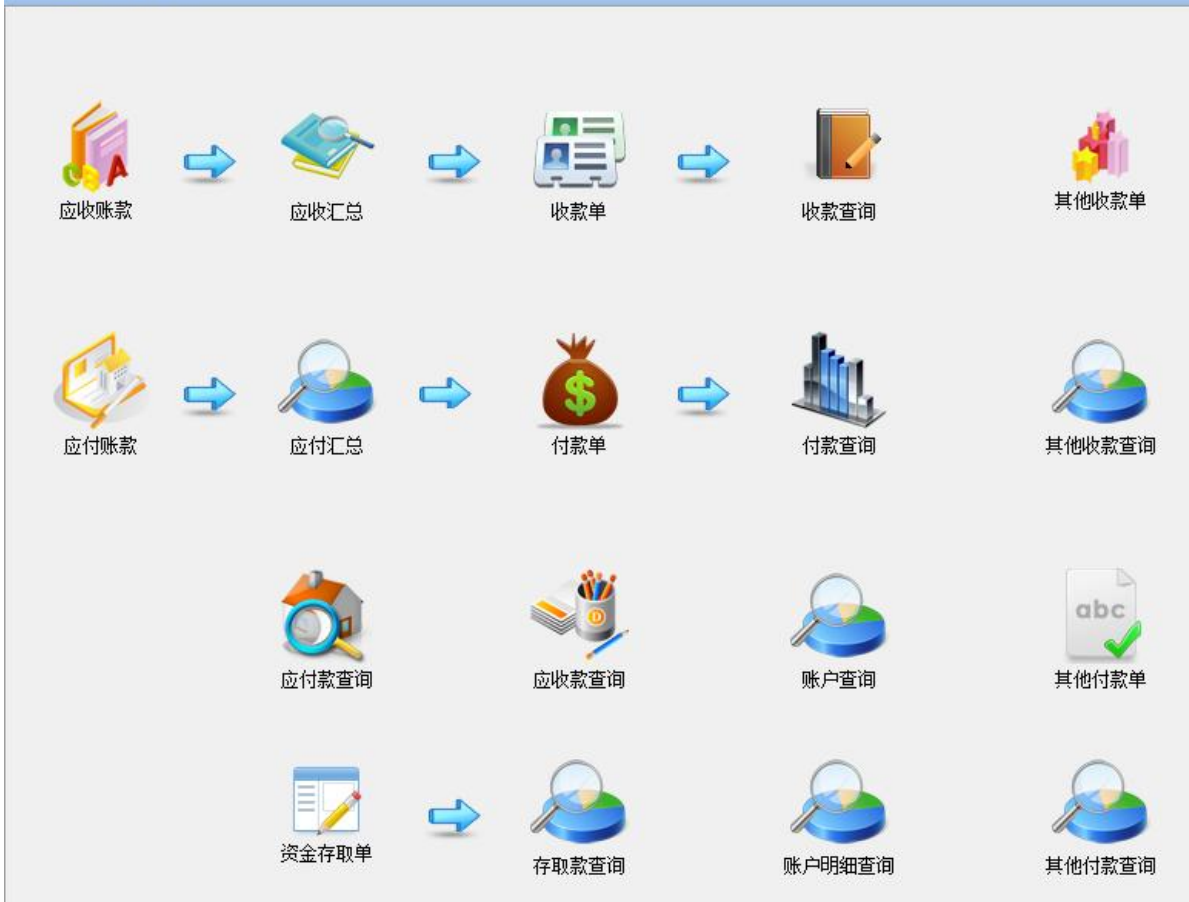 应收账款
应收汇总
收款单
收款查询
其他收款单
应付账款
应付汇总
$
付款单
付款查询
其他收款查询
应付款查询
D
应收款查询
账户查询
abc
其他付款单
资金存取单
存取款查询
账户明细查询
其他付款查询